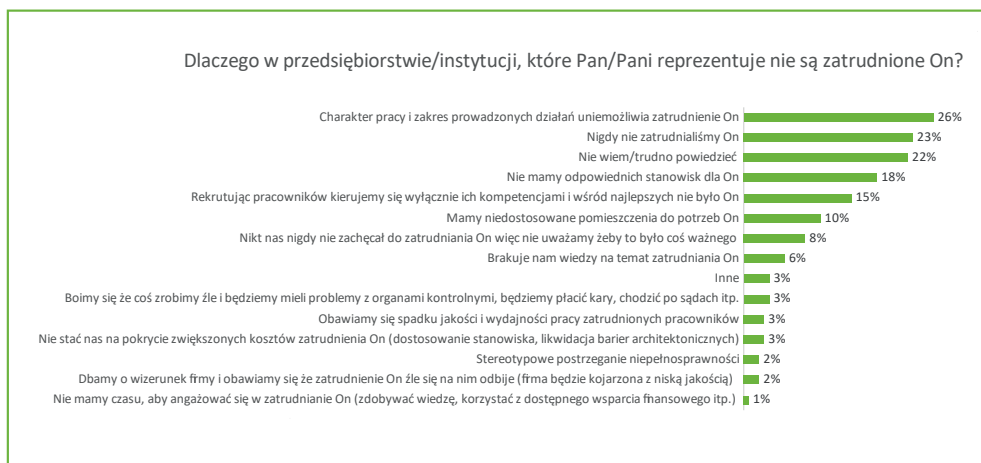 Dlaczego w przedsiębiorstwie/instytucji, które Pan/Pani reprezentuje nie są zatrudnione On?
Charakter pracy i zakres prowadzonych działań uniemożliwia zatrudnienie On 26%
Nigdy nie zatrudnialiśmy On 23%
Nie wiem/trudno powiedzieć 22%
Nie mamy odpowiednich stanowisk dla On 18%
Rekrutując pracowników kierujemy się wyłącznie ich kompetencjami i wśród najlepszych nie było On 15%
Mamy niedostosowane pomieszczenia do potrzeb On 10%
Nikt nas nigdy nie zachęcał do zatrudniania On więc nie uważamy żeby to było coś ważnego 8%
Brakuje nam wiedzy na temat zatrudniania On 6%
Inne 3%
Boimy się że coś zrobimy źle i będziemy mieli problemy z organami kontrolnymi, będziemy płacić kary, chodzić po sądach itp. 3%
Obawiamy się spadku jakości i wydajności pracy zatrudnionych pracowników 3%
Nie stać nas na pokrycie zwiększonych kosztów zatrudnienia On (dostosowanie stanowiska, likwidacja barier architektonicznych) 3%
Stereotypowe postrzeganie niepełnosprawności 2%
Dbamy o wizerunek firmy i obawiamy się że zatrudnienie On źle się na nim odbije (firma będzie kojarzona z niską jakością) 2%
Nie mamy czasu, aby angażować się w zatrudnianie On (zdobywać wiedzę, korzystać z dostępnego wsparcia finansowego itp.) 1%